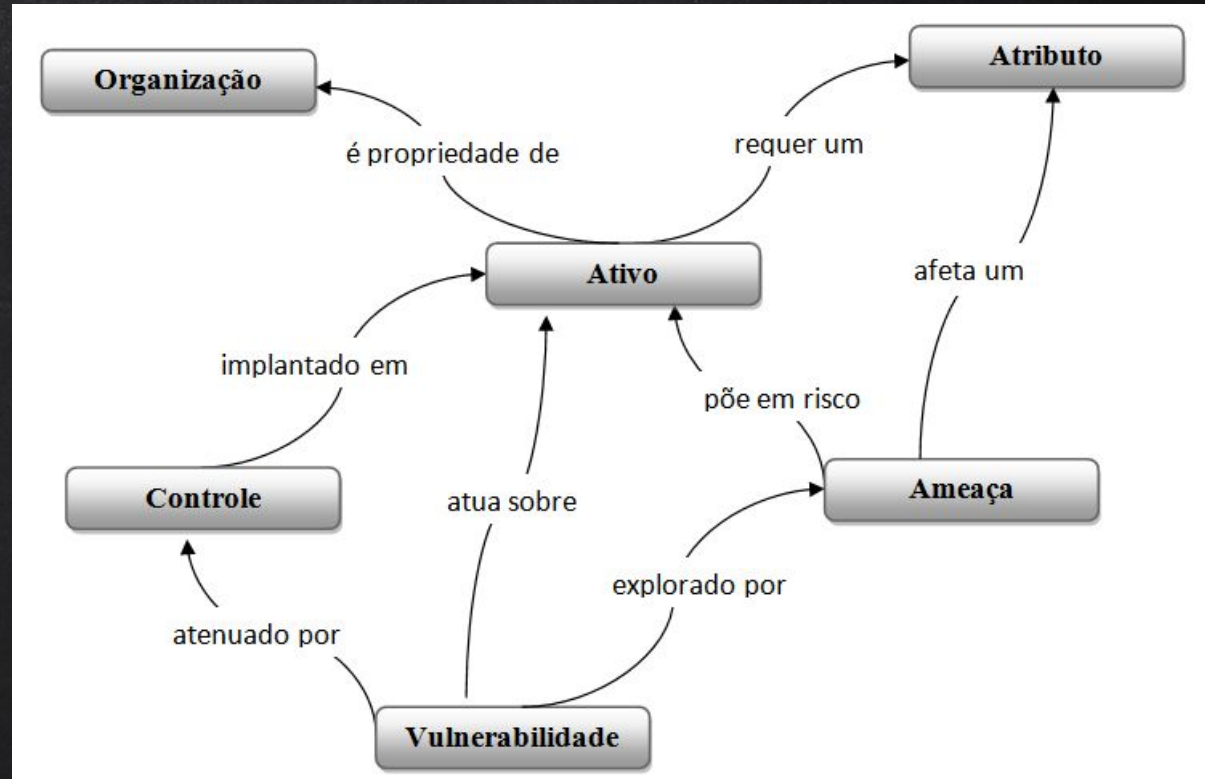 Atributo
Organização
é propriedade de
requer um
Ativo
afeta um
implantado em
põe em risco
Controle
atua sobre
Ameaça
explorado por
atenuado por
Vulnerabilidade